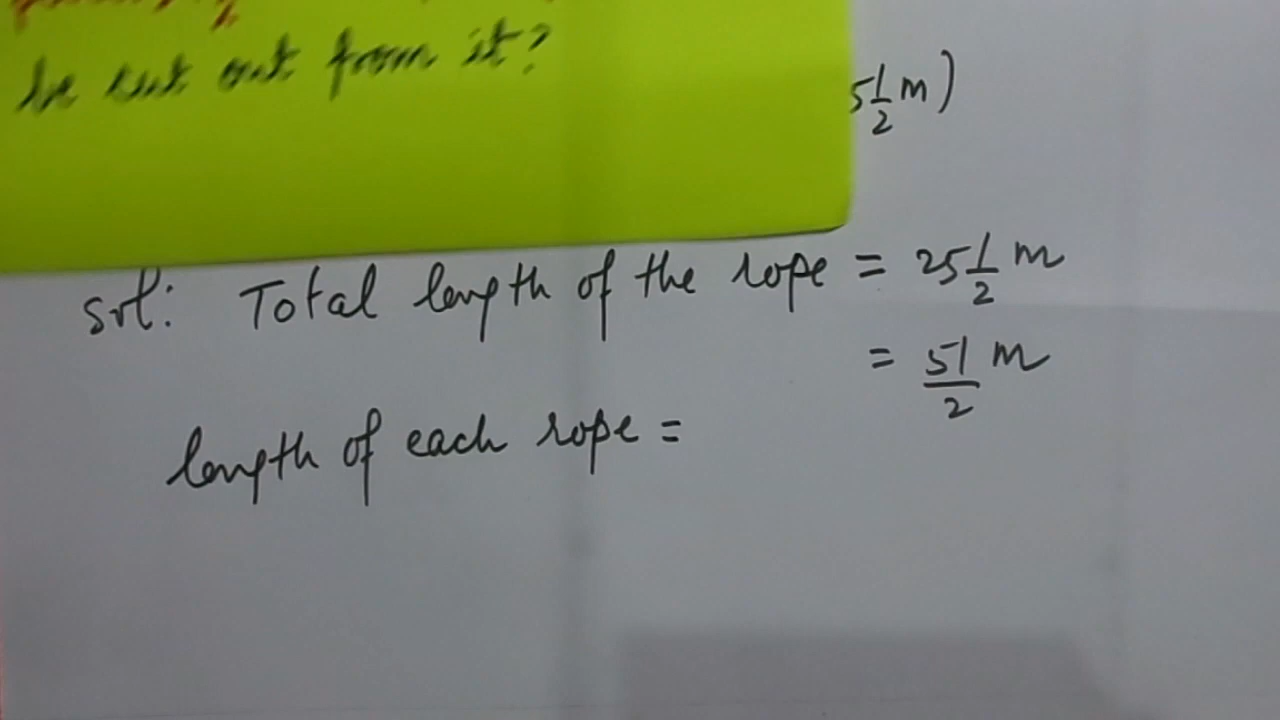 be cut out from it?
5 1/2 m)
Sol: Total length of the rope = 25 1/2 m
= 51/2 m
length of each rope =